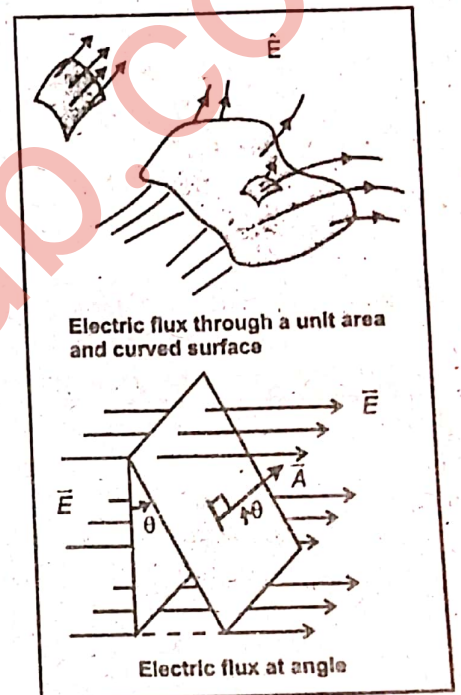 Ê
Electric flux through a unit area
and curved surface
E⃗
E⃗
A⃗
θ
θ
Electric flux at angle